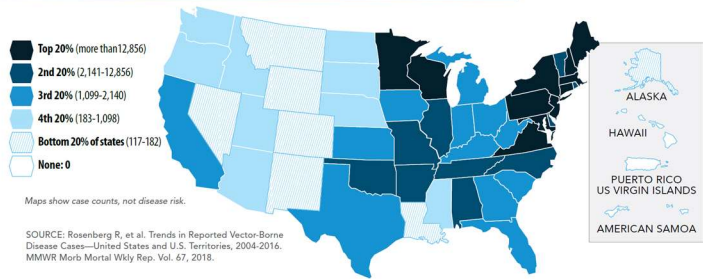 Top 20% (more than12,856)
2nd 20% (2,141-12,856)
3rd 20% (1,099-2,140)
4th 20% (183-1,098)
Bottom 20% of states (117-182)
None: 0
Maps show case counts, not disease risk.
SOURCE: Rosenberg R, et al. Trends in Reported Vector-Borne
Disease Cases—United States and U.S. Territories, 2004-2016.
MMWR Morb Mortal Wkly Rep. Vol. 67, 2018.
ALASKA
HAWAII
PUERTO RICO
US VIRGIN ISLANDS
AMERICAN SAMOA